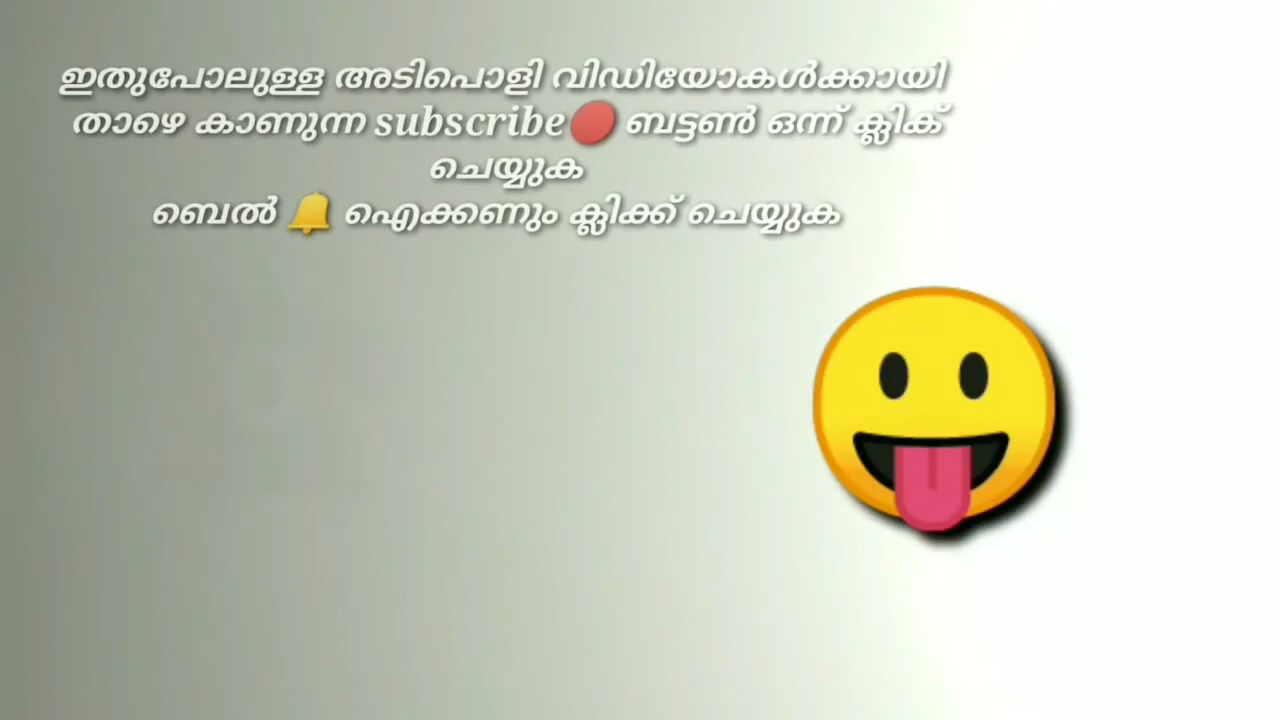 ഇതുപോലുള്ള അടിപൊളി വിഡിയോകൾക്കായി
താഴെ കാണുന്ന subscribe🔴 ബട്ടൺ ഒന്ന് ക്ലിക്
ചെയ്യുക
ബെൽ 🔔 ഐക്കണും ക്ലിക്ക് ചെയ്യുക